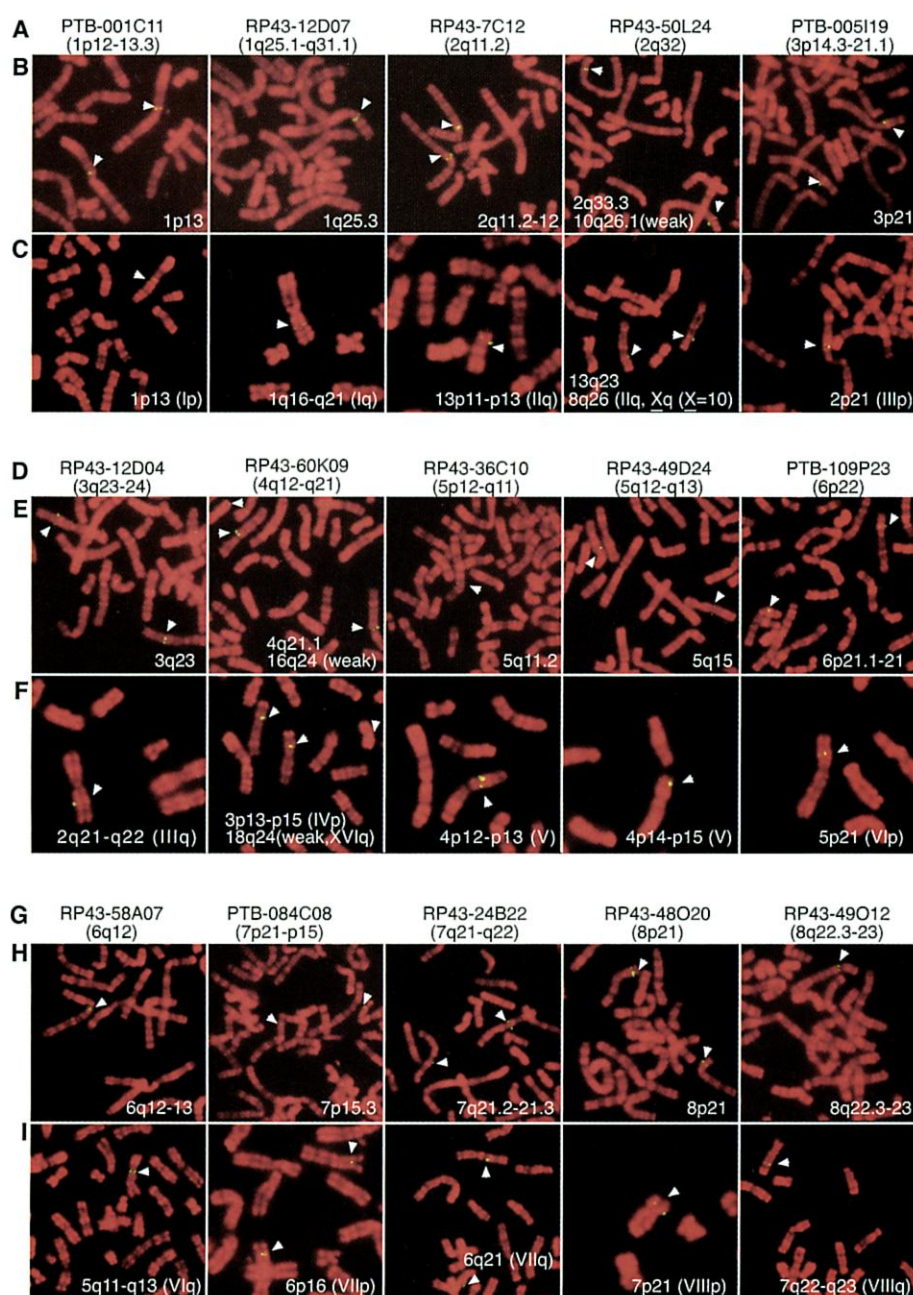 A PTB-001C11 RP43-12D07 RP43-7C12 RP43-50L24 PTB-005I19
(1p12-13.3) (1q25.1-q31.1) (2q11.2) (2q32) (3p14.3-21.1)
B
2q33.3
1p13 1q25.3 2q11.2-12 10q26.1(weak) 3p21
C
13q23
1p13 (Ip) 1q16-q21 (Iq) 13p11-p13 (IIq) 8q26 (IIq, Xq (X=10) 2p21 (IIIp)
D RP43-12D04 RP43-60K09 RP43-36C10 RP43-49D24 PTB-109P23
(3q23-24) (4q12-q21) (5p12-q11) (5q12-q13) (6p22)
E
4q21.1
3q23 16q24 (weak) 5q11.2 5q15 6p21.1-21
F
3p13-p15 (IVp)
2q21-q22 (IIIq) 18q24(weak,XVIq) 4p12-p13 (V) 4p14-p15 (V) 5p21 (VIp)
G RP43-58A07 PTB-084C08 RP43-24B22 RP43-48O20 RP43-49O12
(6q12) (7p21-p15) (7q21-q22) (8p21) (8q22.3-23)
H
6q12-13 7p15.3 7q21.2-21.3 8p21 8q22.3-23
I
6q21 (VIIq)
5q11-q13 (VIq) 6p16 (VIIp) 7p21 (VIIIp) 7q22-q23 (VIIIq)